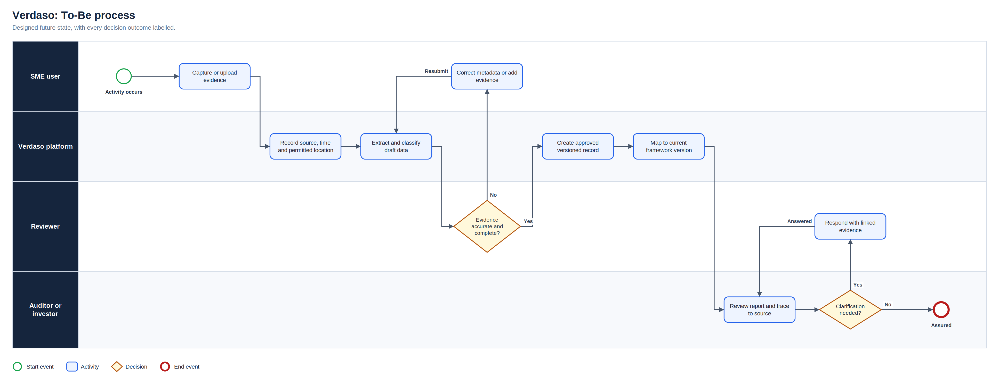 Verdaso: To-Be process
Designed future state, with every decision outcome labelled.
SME user
Activity occurs
Capture or upload
evidence
Resubmit
Correct metadata or add
evidence
Verdaso platform
Record source, time
and permitted location
Extract and classify
draft data
Create approved
versioned record
Map to current
framework version
Reviewer
No
Evidence
accurate and
complete?
Yes
Answered
Respond with linked
evidence
Auditor or
investor
Review report and trace
to source
Yes
Clarification
needed?
No
Assured
Start event
Activity
Decision
End event